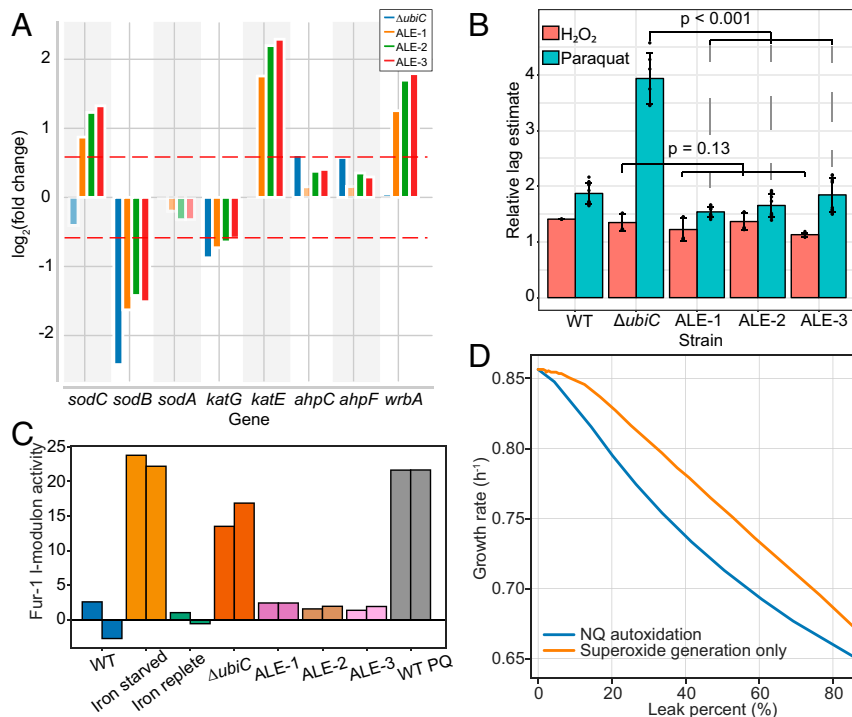 A
ΔubiC
ALE-1
ALE-2
ALE-3
log₂(fold change)
2
1
0
-1
-2
sodC sodB sodA katG katE ahpC ahpF wrbA
Gene
B
H₂O₂
Paraquat
p < 0.001
p = 0.13
Relative lag estimate
4
2
1
0
WT ΔubiC ALE-1 ALE-2 ALE-3
Strain
C
Fur-1 I-modulon activity
25
20
15
10
5
0
WT Iron starved Iron replete ΔubiC ALE-1 ALE-2 ALE-3 WT PQ
D
Growth rate (h⁻¹)
0.85
0.80
0.75
0.70
0.65
NQ autoxidation
Superoxide generation only
0 20 40 60 80
Leak percent (%)